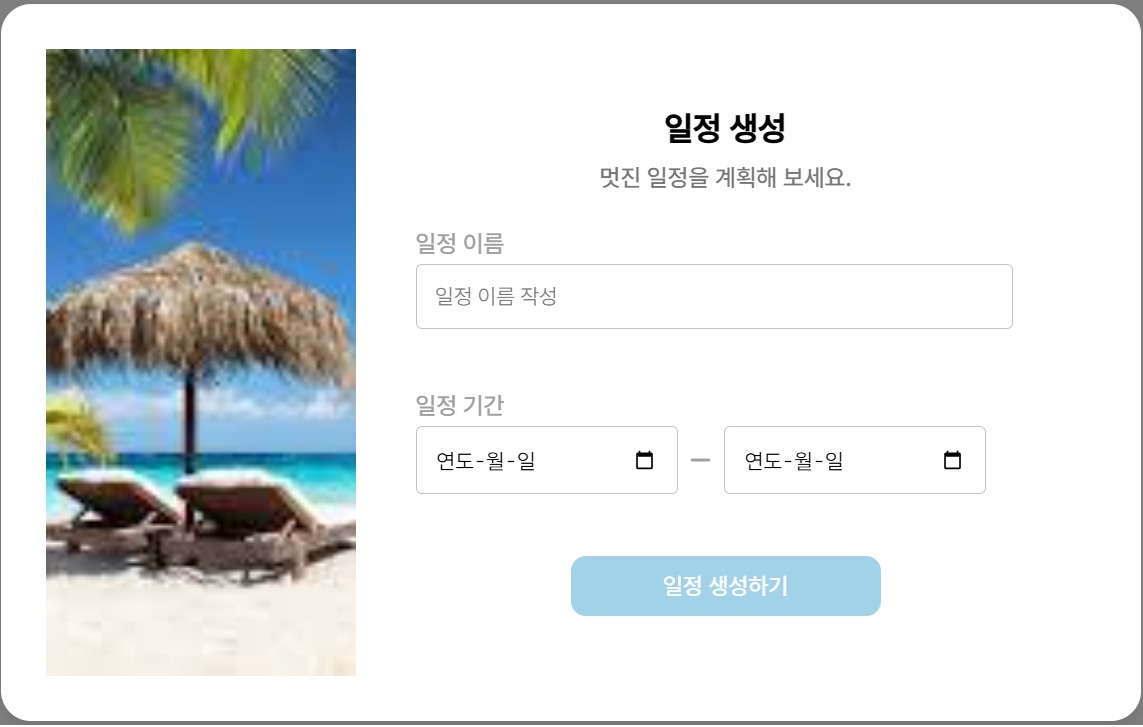 일정 생성
멋진 일정을 계획해 보세요.
일정 이름
일정 이름 작성
일정 기간
연도-월-일 — 연도-월-일
일정 생성하기